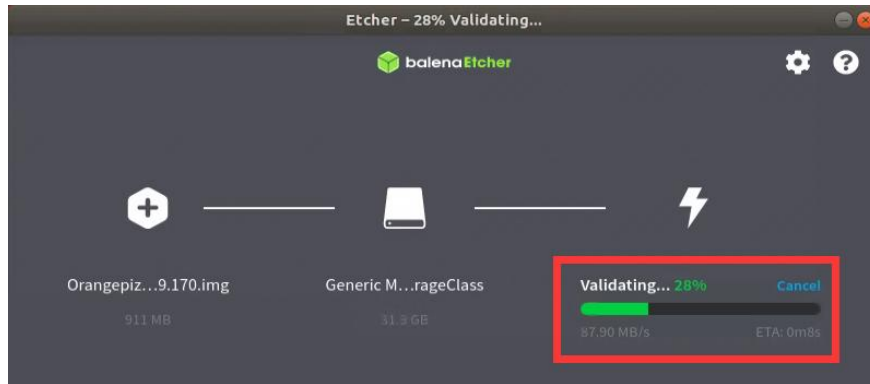 Etcher – 28% Validating...
balenaEtcher
Orangepiz...9.170.img
911 MB
Generic M...rageClass
31.3 GB
Validating... 28%
Cancel
87.90 MB/s
ETA: 0m8s